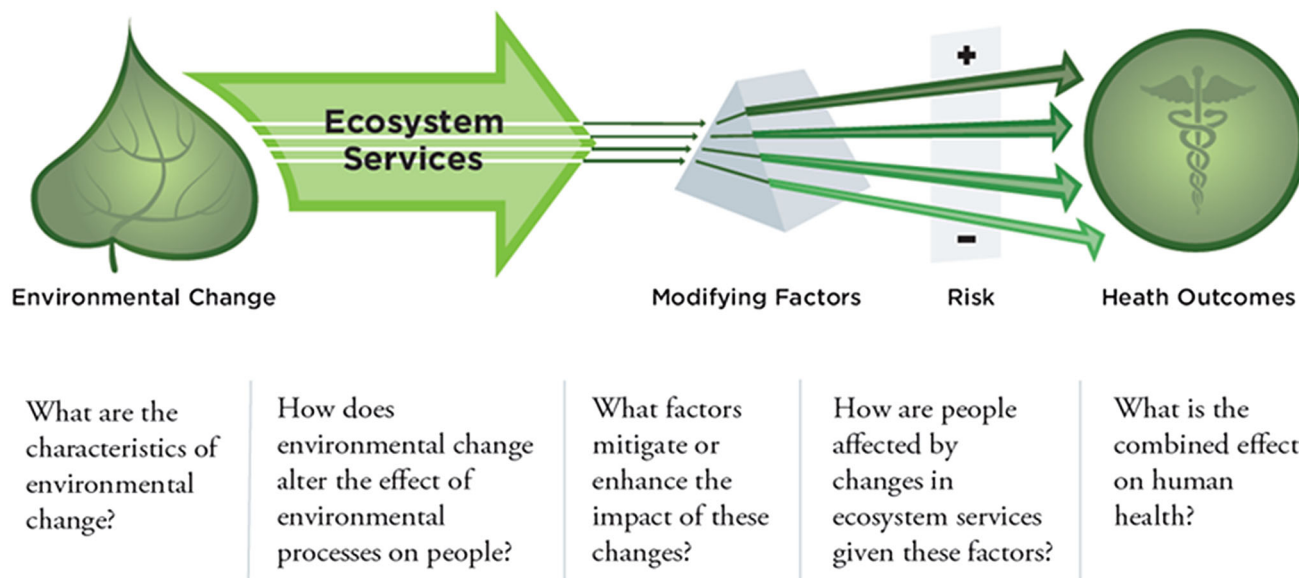 Ecosystem
Services
+
-
Environmental Change
Modifying Factors
Risk
Heath Outcomes
What are the
characteristics of
environmental
change?
How does
environmental change
alter the effect of
environmental
processes on people?
What factors
mitigate or
enhance the
impact of these
changes?
How are people
affected by
changes in
ecosystem services
given these factors?
What is the
combined effect
on human
health?